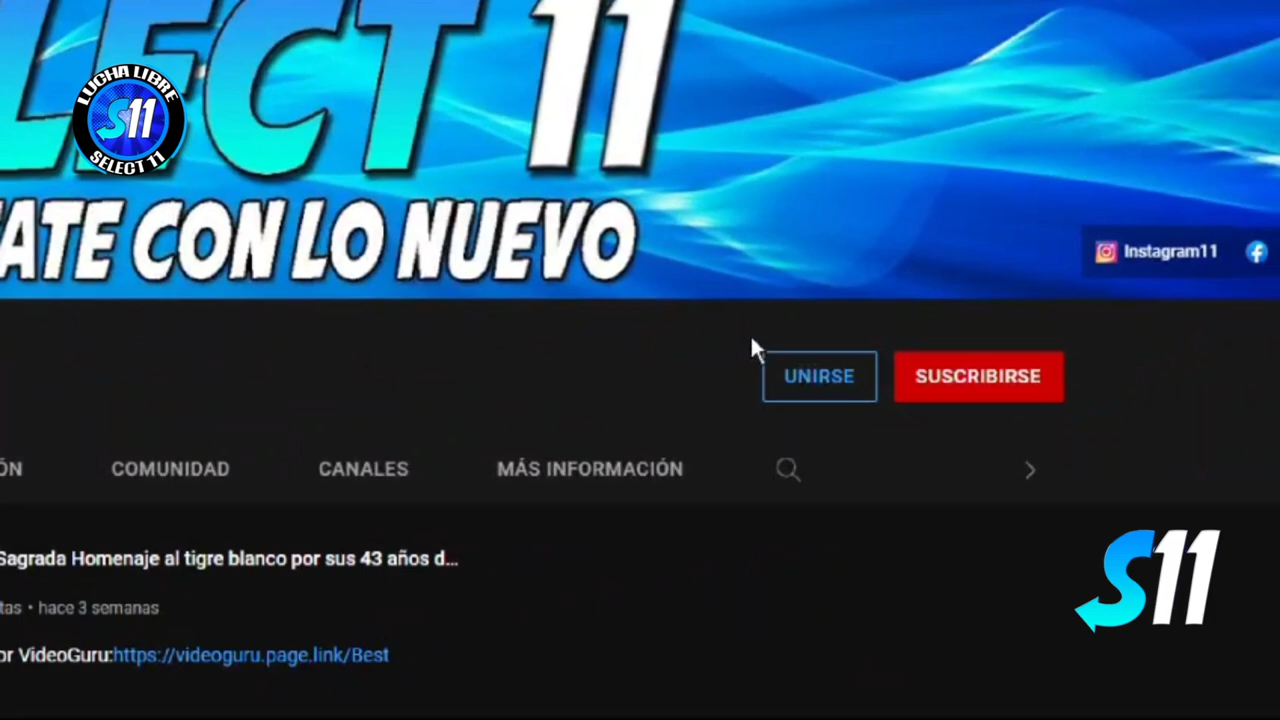 LECT 11
LUCHA LIBRE
S11
SELECT 11
ATE CON LO NUEVO
Instagram11
UNIRSE
SUSCRIBIRSE
ÓN
COMUNIDAD
CANALES
MÁS INFORMACIÓN
Sagrada Homenaje al tigre blanco por sus 43 años d...
tas • hace 3 semanas
S11
or VideoGuru:https://videoguru.page.link/Best